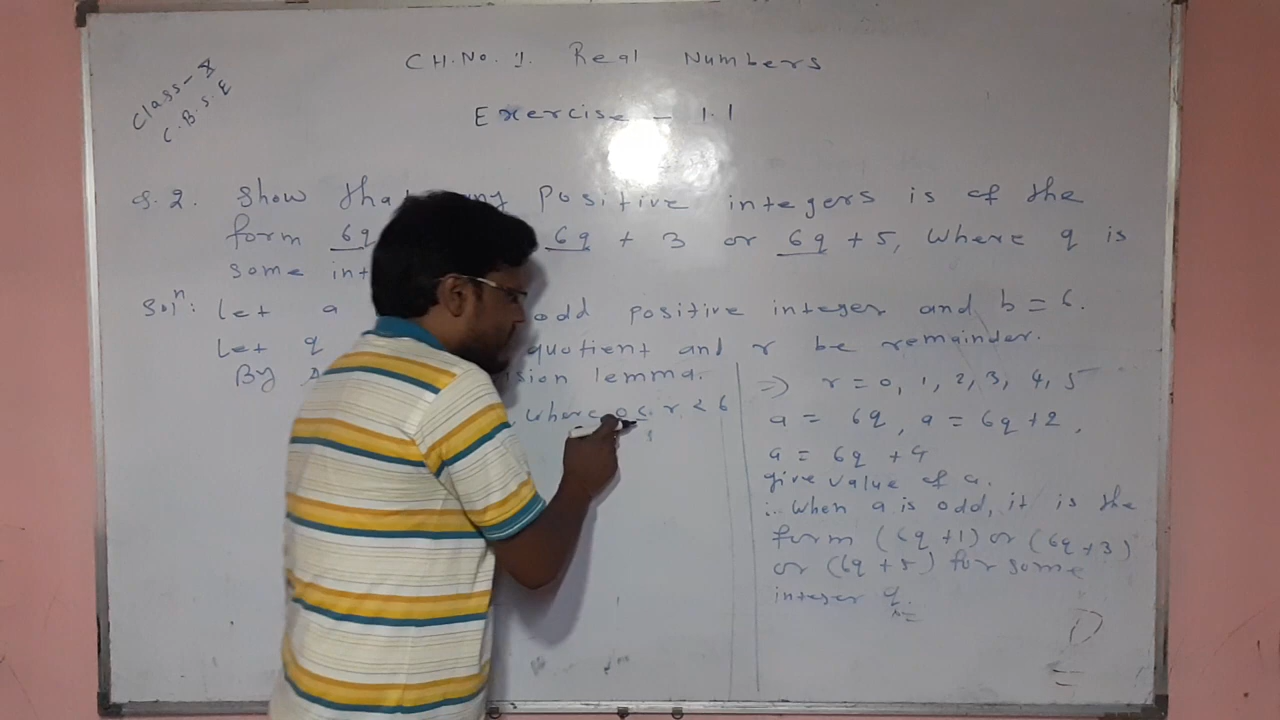 Class - X
C.B.S.E
CH.No. 1. Real Numbers
Exercise - 1.1
Q.2. Show tha any Positive integers is of the
form 6q 6q + 3 or 6q + 5, Where q is
some int
Solⁿ: Let a odd positive integer and b = 6.
Let q quotient and r be remainder.
By ision lemma.
Where 0 ≤ r < 6
=> r = 0, 1, 2, 3, 4, 5
a = 6q, a = 6q + 2,
a = 6q + 4
give value of a.
∴ When a is odd, it is the
form (6q + 1) or (6q + 3)
or (6q + 5) for some
integer q.